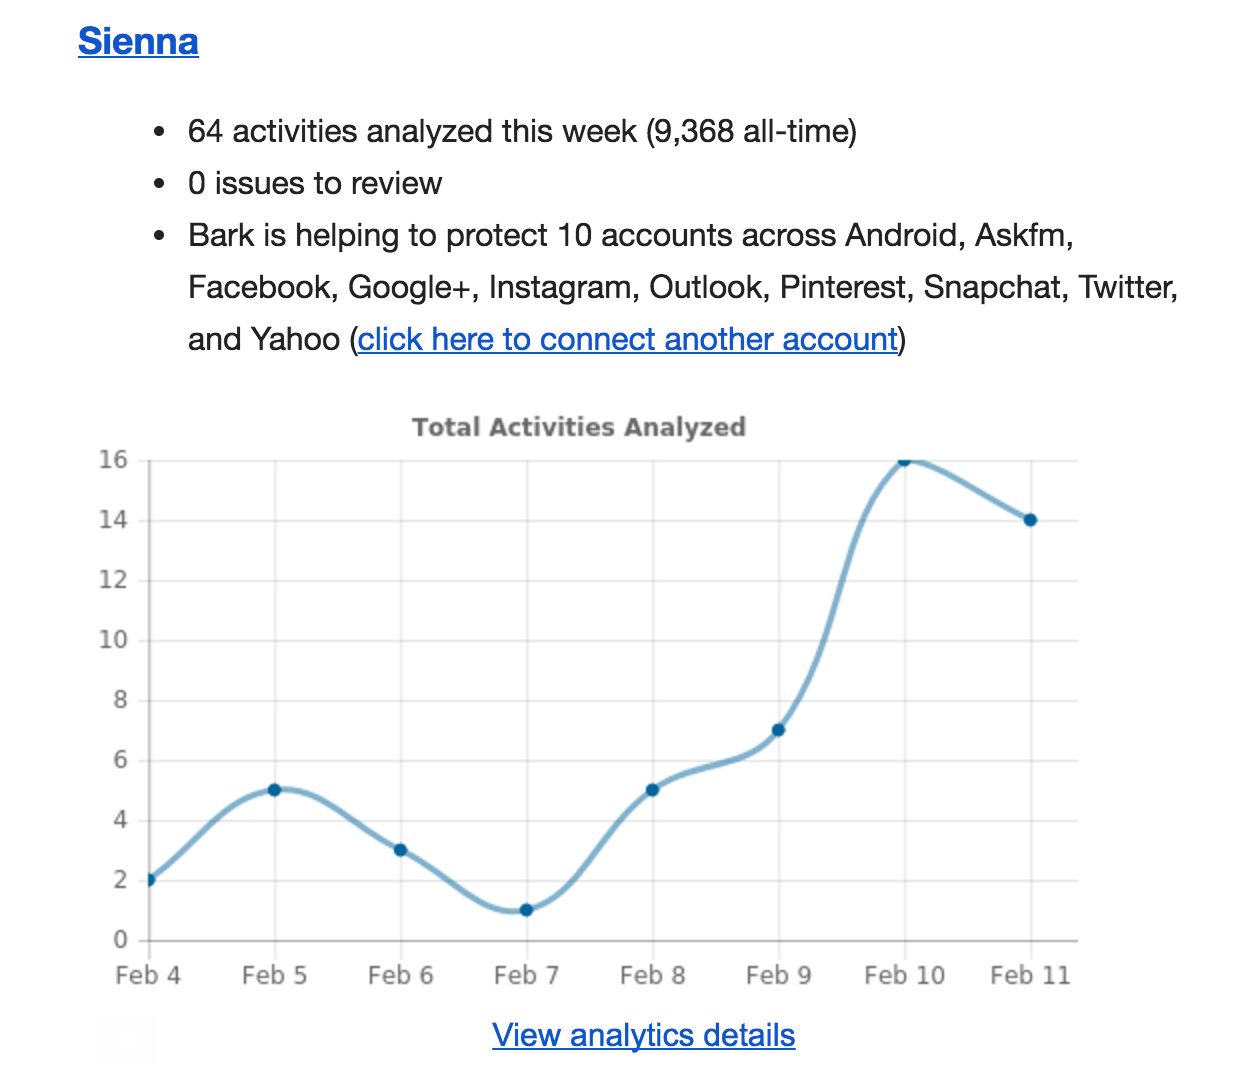 Sienna
64 activities analyzed this week (9,368 all-time)
0 issues to review
Bark is helping to protect 10 accounts across Android, Askfm,
Facebook, Google+, Instagram, Outlook, Pinterest, Snapchat, Twitter,
and Yahoo (click here to connect another account)
Total Activities Analyzed
16
14
12
10
8
6
4
2
0
Feb 4 Feb 5 Feb 6 Feb 7 Feb 8 Feb 9 Feb 10 Feb 11
View analytics details